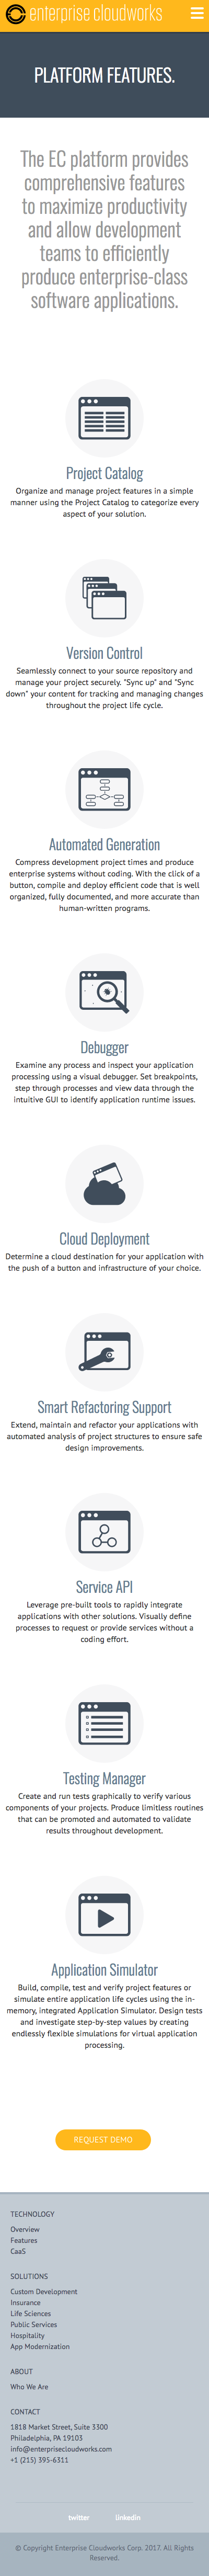 enterprise cloudworks
PLATFORM FEATURES.
The EC platform provides
comprehensive features
to maximize productivity
and allow development
teams to efficiently
produce enterprise-class
software applications.
Project Catalog
Organize and manage project features in a simple
manner using the Project Catalog to categorize every
aspect of your solution.
Version Control
Seamlessly connect to your source repository and
manage your project securely. "Sync up" and "Sync
down" your content for tracking and managing changes
throughout the project life cycle.
Automated Generation
Compress development project times and produce
enterprise systems without coding. With the click of a
button, compile and deploy efficient code that is well
organized, fully documented, and more accurate than
human-written programs.
Debugger
Examine any process and inspect your application
processing using a visual debugger. Set breakpoints,
step through processes and view data through the
intuitive GUI to identify application runtime issues.
Cloud Deployment
Determine a cloud destination for your application with
the push of a button and infrastructure of your choice.
Smart Refactoring Support
Extend, maintain and refactor your applications with
automated analysis of project structures to ensure safe
design improvements.
Service API
Leverage pre-built tools to rapidly integrate
applications with other solutions. Visually define
processes to request or provide services without a
coding effort.
Testing Manager
Create and run tests graphically to verify various
components of your projects. Produce limitless routines
that can be promoted and automated to validate
results throughout development.
Application Simulator
Build, compile, test and verify project features or
simulate entire application life cycles using the in-
memory, integrated Application Simulator. Design tests
and investigate step-by-step values by creating
endlessly flexible simulations for virtual application
processing.
REQUEST DEMO
TECHNOLOGY
Overview
Features
CaaS
SOLUTIONS
Custom Development
Insurance
Life Sciences
Public Services
Hospitality
App Modernization
ABOUT
Who We Are
CONTACT
1818 Market Street, Suite 3300
Philadelphia, PA 19103
info@enterprisecloudworks.com
+1 (215) 395-6311
twitter linkedin
© Copyright Enterprise Cloudworks Corp. 2017. All Rights
Reserved.